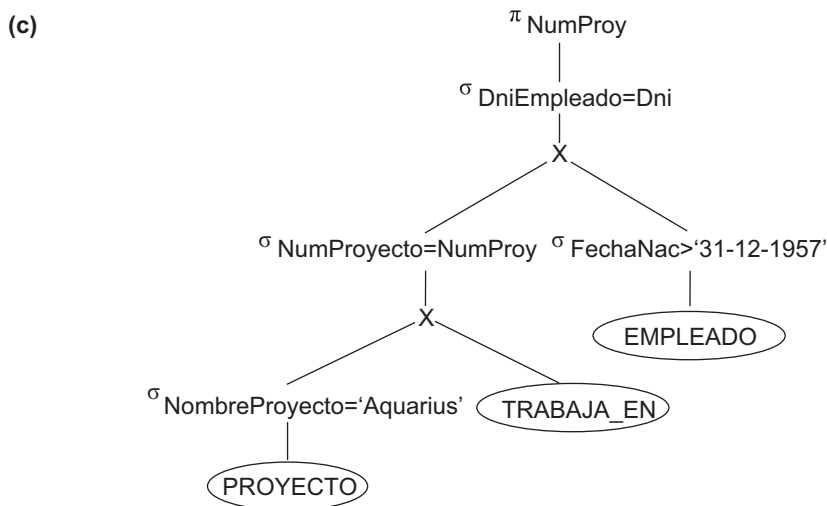 (c)
π NumProy
σ DniEmpleado=Dni
X
σ NumProyecto=NumProy σ FechaNac>‘31-12-1957’
X
EMPLEADO
σ NombreProyecto=‘Aquarius’ TRABAJA_EN
PROYECTO